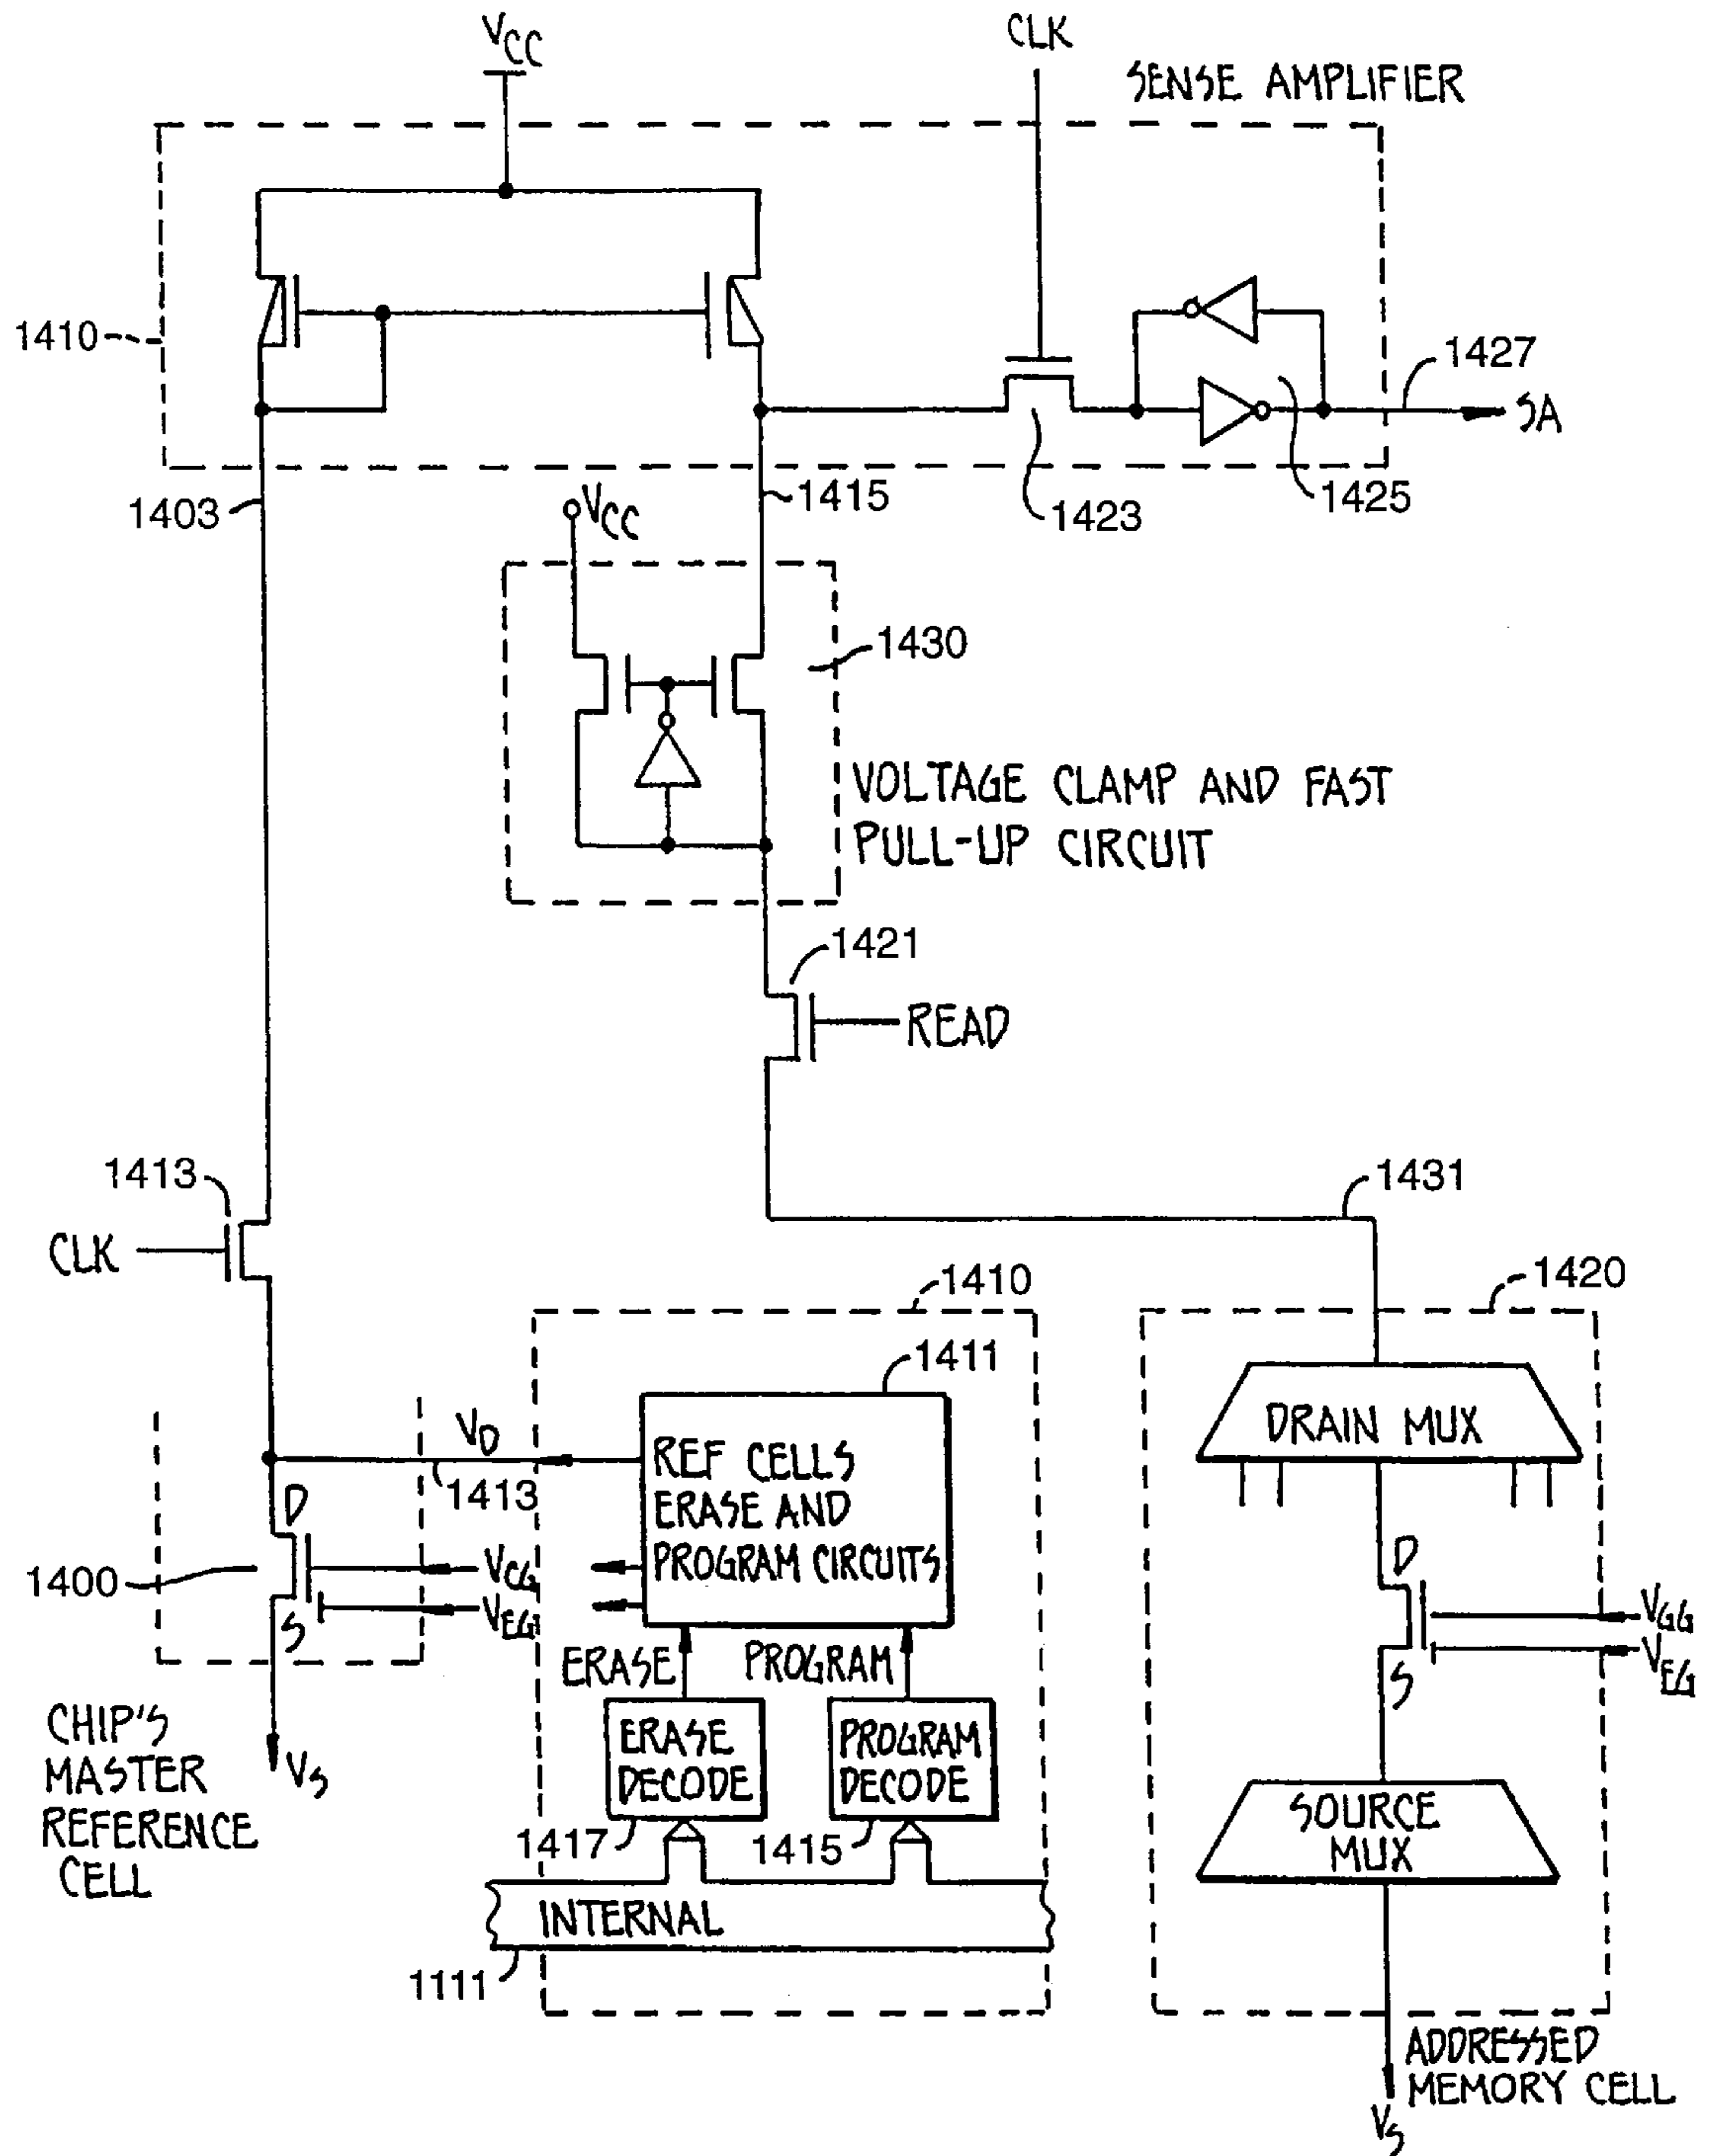 VCC
CLK
SENSE AMPLIFIER
1410
1427
SA
1403
VCC
1415
1423
1425
1430
VOLTAGE CLAMP AND FAST
PULL-UP CIRCUIT
1421
READ
1413
1431
CLK
1410
1420
1411
DRAIN MUX
VD
1413
REF CELLS
ERASE AND
PROGRAM CIRCUITS
D
1400
VCG
VEG
S
D
VGG
VEG
S
ERASE
PROGRAM
CHIP'S
MASTER
REFERENCE
CELL
VS
ERASE
DECODE
PROGRAM
DECODE
SOURCE
MUX
1417
1415
INTERNAL
1111
ADDRESSED
MEMORY CELL
VS